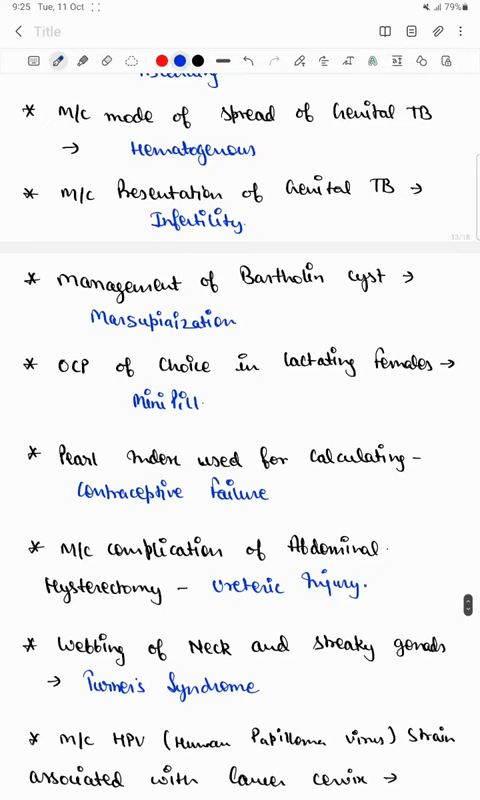 9:25 Tue, 11 Oct
79%
Title
* M/c mode of spread of Genital TB
→ Hematogenous
* M/c Presentation of Genital TB →
Infertility.
13/18
* Management of Bartholin cyst →
Marsupiaization
* OCP of choice in lactating females →
Mini Pill.
* Pearl Index used for calculating –
Contraceptive Failure
* M/c complication of Abdominal
Hysterectomy – Ureteric Injury.
* Webbing of Neck and streaky gonads
→ Turner's Syndrome
* M/c HPV (Human Papilloma Virus) Strain
associated with Cancer cervix →